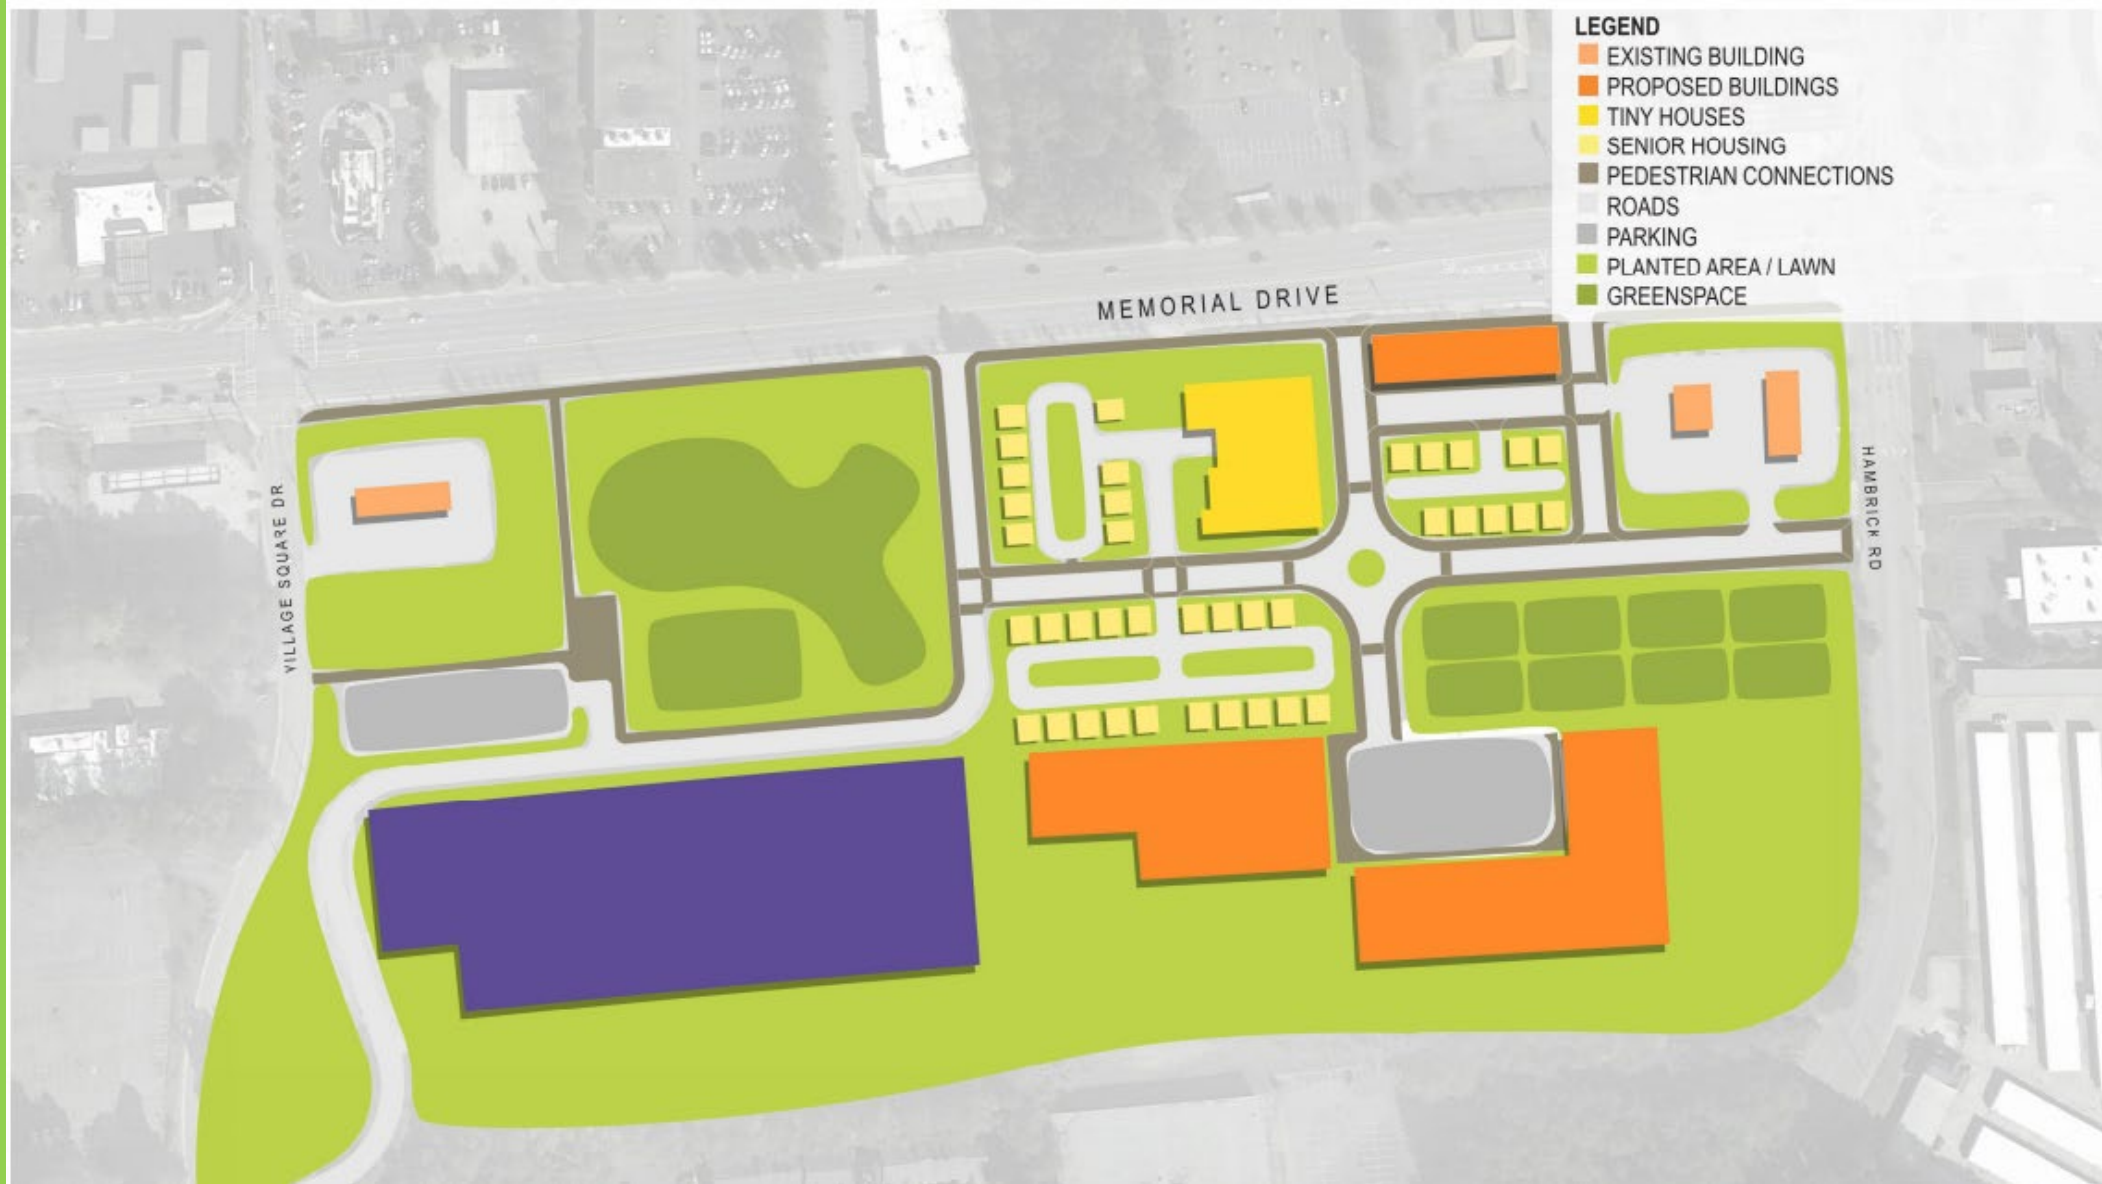 LEGEND
EXISTING BUILDING
PROPOSED BUILDINGS
TINY HOUSES
SENIOR HOUSING
PEDESTRIAN CONNECTIONS
ROADS
PARKING
PLANTED AREA / LAWN
GREENSPACE
MEMORIAL DRIVE
VILLAGE SQUARE DR
HAMBRICK RD